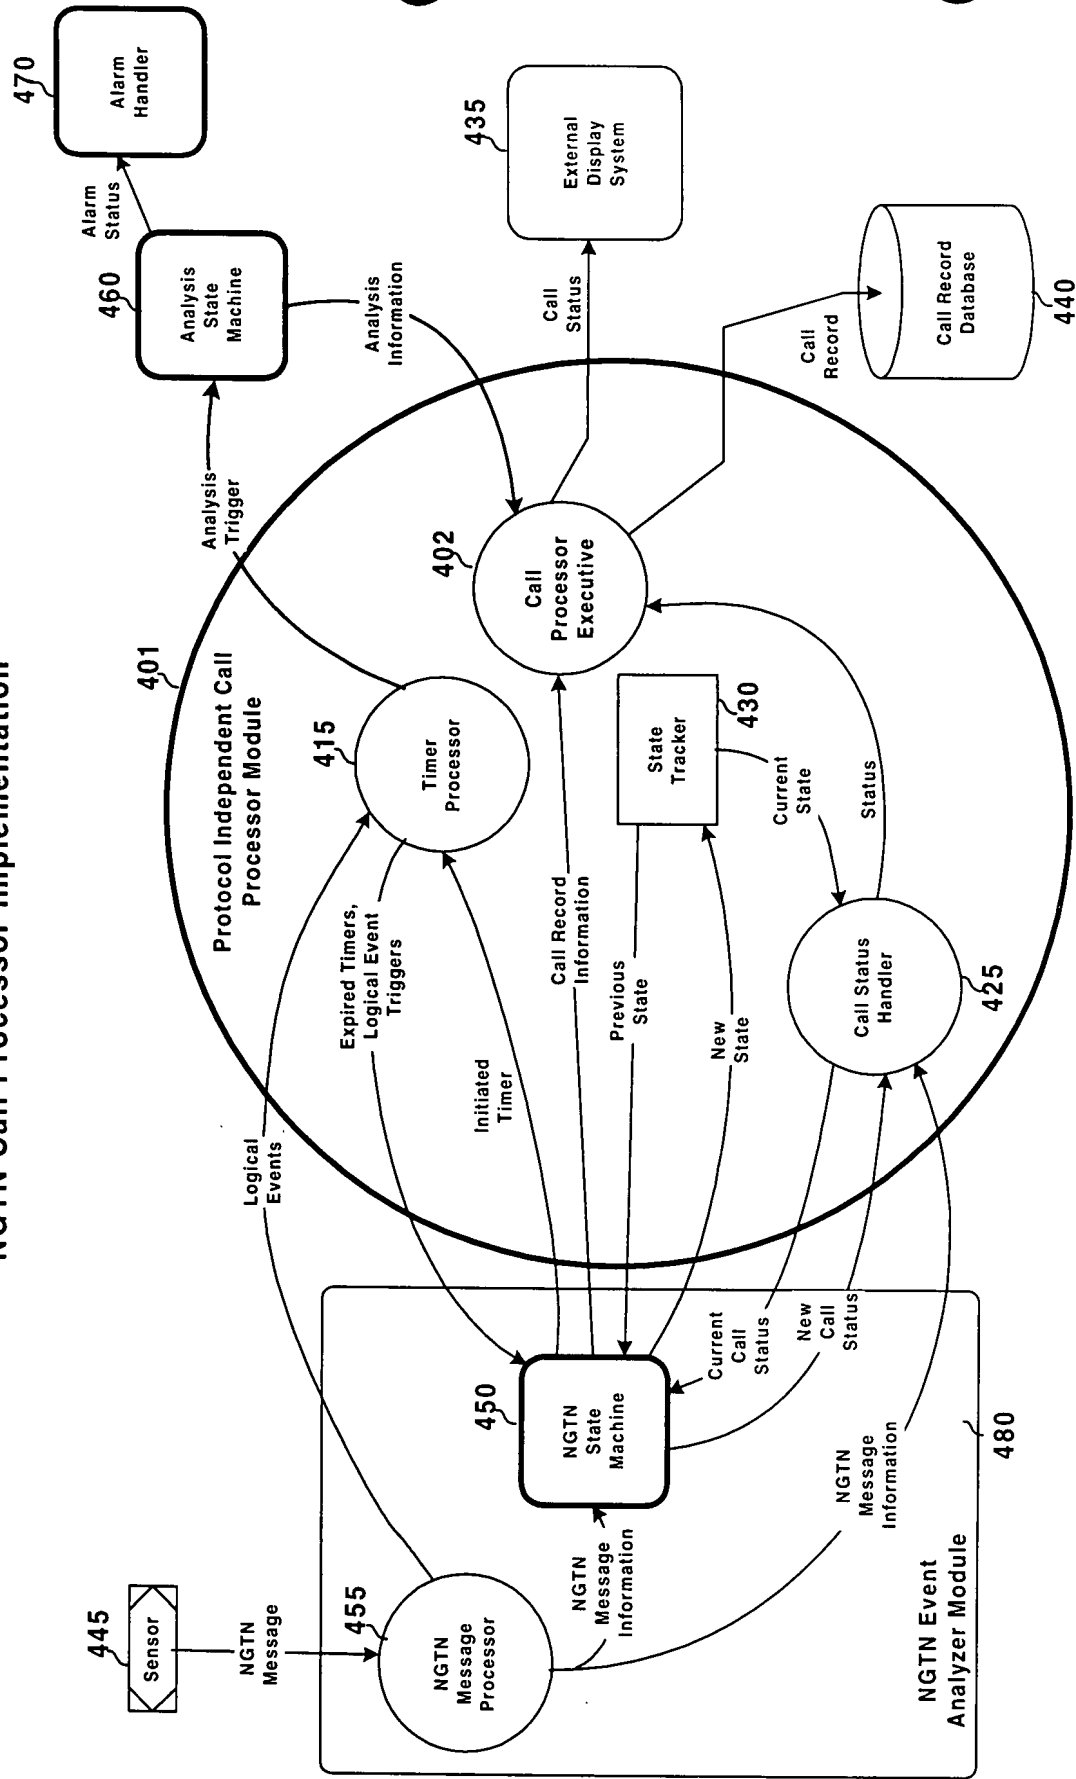 NGTN Call Processor Implementation
445
Sensor
NGTN
Message
455
NGTN
Message
Processor
NGTN
Message
Information
450
NGTN
State
Machine
NGTN
Message
Information
NGTN Event
Analyzer Module
480
Logical
Events
Expired Timers,
Logical Event
Triggers
Initiated
Timer
Call Record
Information
Previous
State
New
State
Current
Call
Status
New
Call
Status
401
Protocol Independent Call
Processor Module
415
Timer
Processor
402
Call
Processor
Executive
State
Tracker
430
Current
State
Status
Call Status
Handler
425
Analysis
Trigger
460
Analysis
State
Machine
Alarm
Status
470
Alarm
Handler
Analysis
Information
Call
Status
435
External
Display
System
Call
Record
Call Record
Database
440